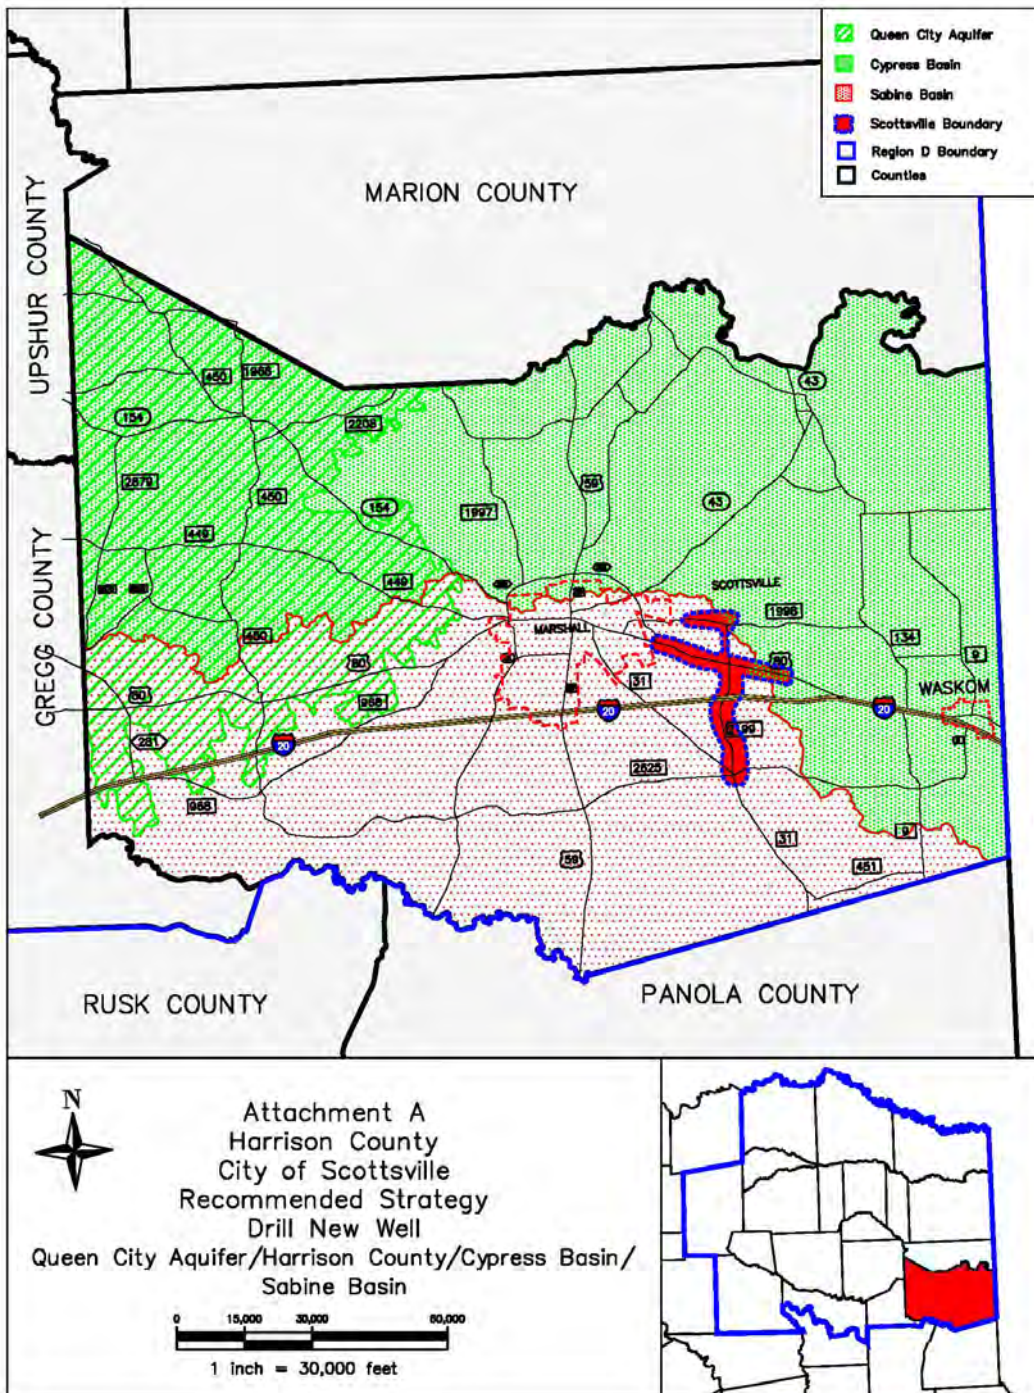 Queen City Aquifer
Cypress Basin
Sabine Basin
Scottsville Boundary
Region D Boundary
Counties
MARION COUNTY
UPSHUR COUNTY
GREGG COUNTY
43
450
1968
154
2208
59
2879
450
154
1997
43
449
449
SCOTTSVILLE
1998
MARSHALL
450
134
80
80
9
31
80
968
WASKOM
20
20
281
99
20
2625
968
31
9
59
451
RUSK COUNTY
PANOLA COUNTY
N
Attachment A
Harrison County
City of Scottsville
Recommended Strategy
Drill New Well
Queen City Aquifer/Harrison County/Cypress Basin/
Sabine Basin
0 15,000 30,000 60,000
1 inch = 30,000 feet